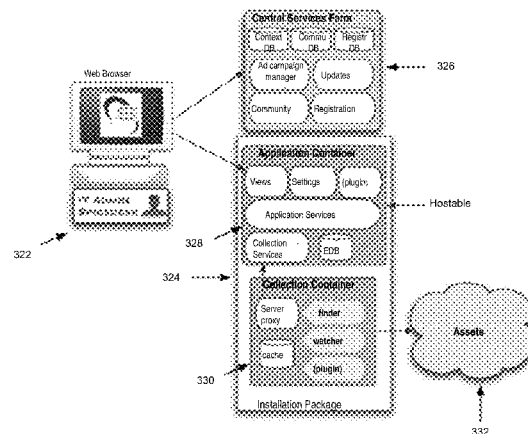 Central Services Farm
Context DB
Commu DB
Registr DB
Ad campaign manager
Updates
Community
Registration
326
Web Browser
Application Container
Views
Settings
(plugin)
Application Services
Hostable
Collection Services
EDB
322
328
324
Collection Container
Server proxy
finder
watcher
cache
(plugin)
330
Assets
Installation Package
332